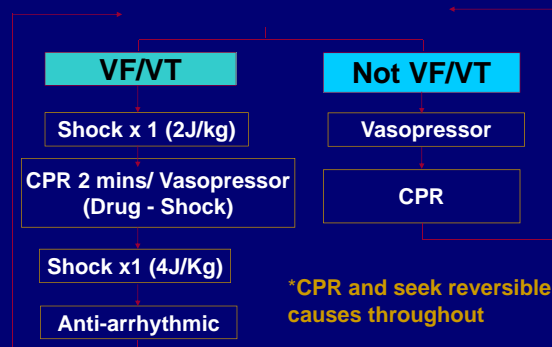 VF/VT
Shock x 1 (2J/kg)
CPR 2 mins/ Vasopressor
(Drug - Shock)
Shock x1 (4J/Kg)
Anti-arrhythmic
Not VF/VT
Vasopressor
CPR
*CPR and seek reversible
causes throughout